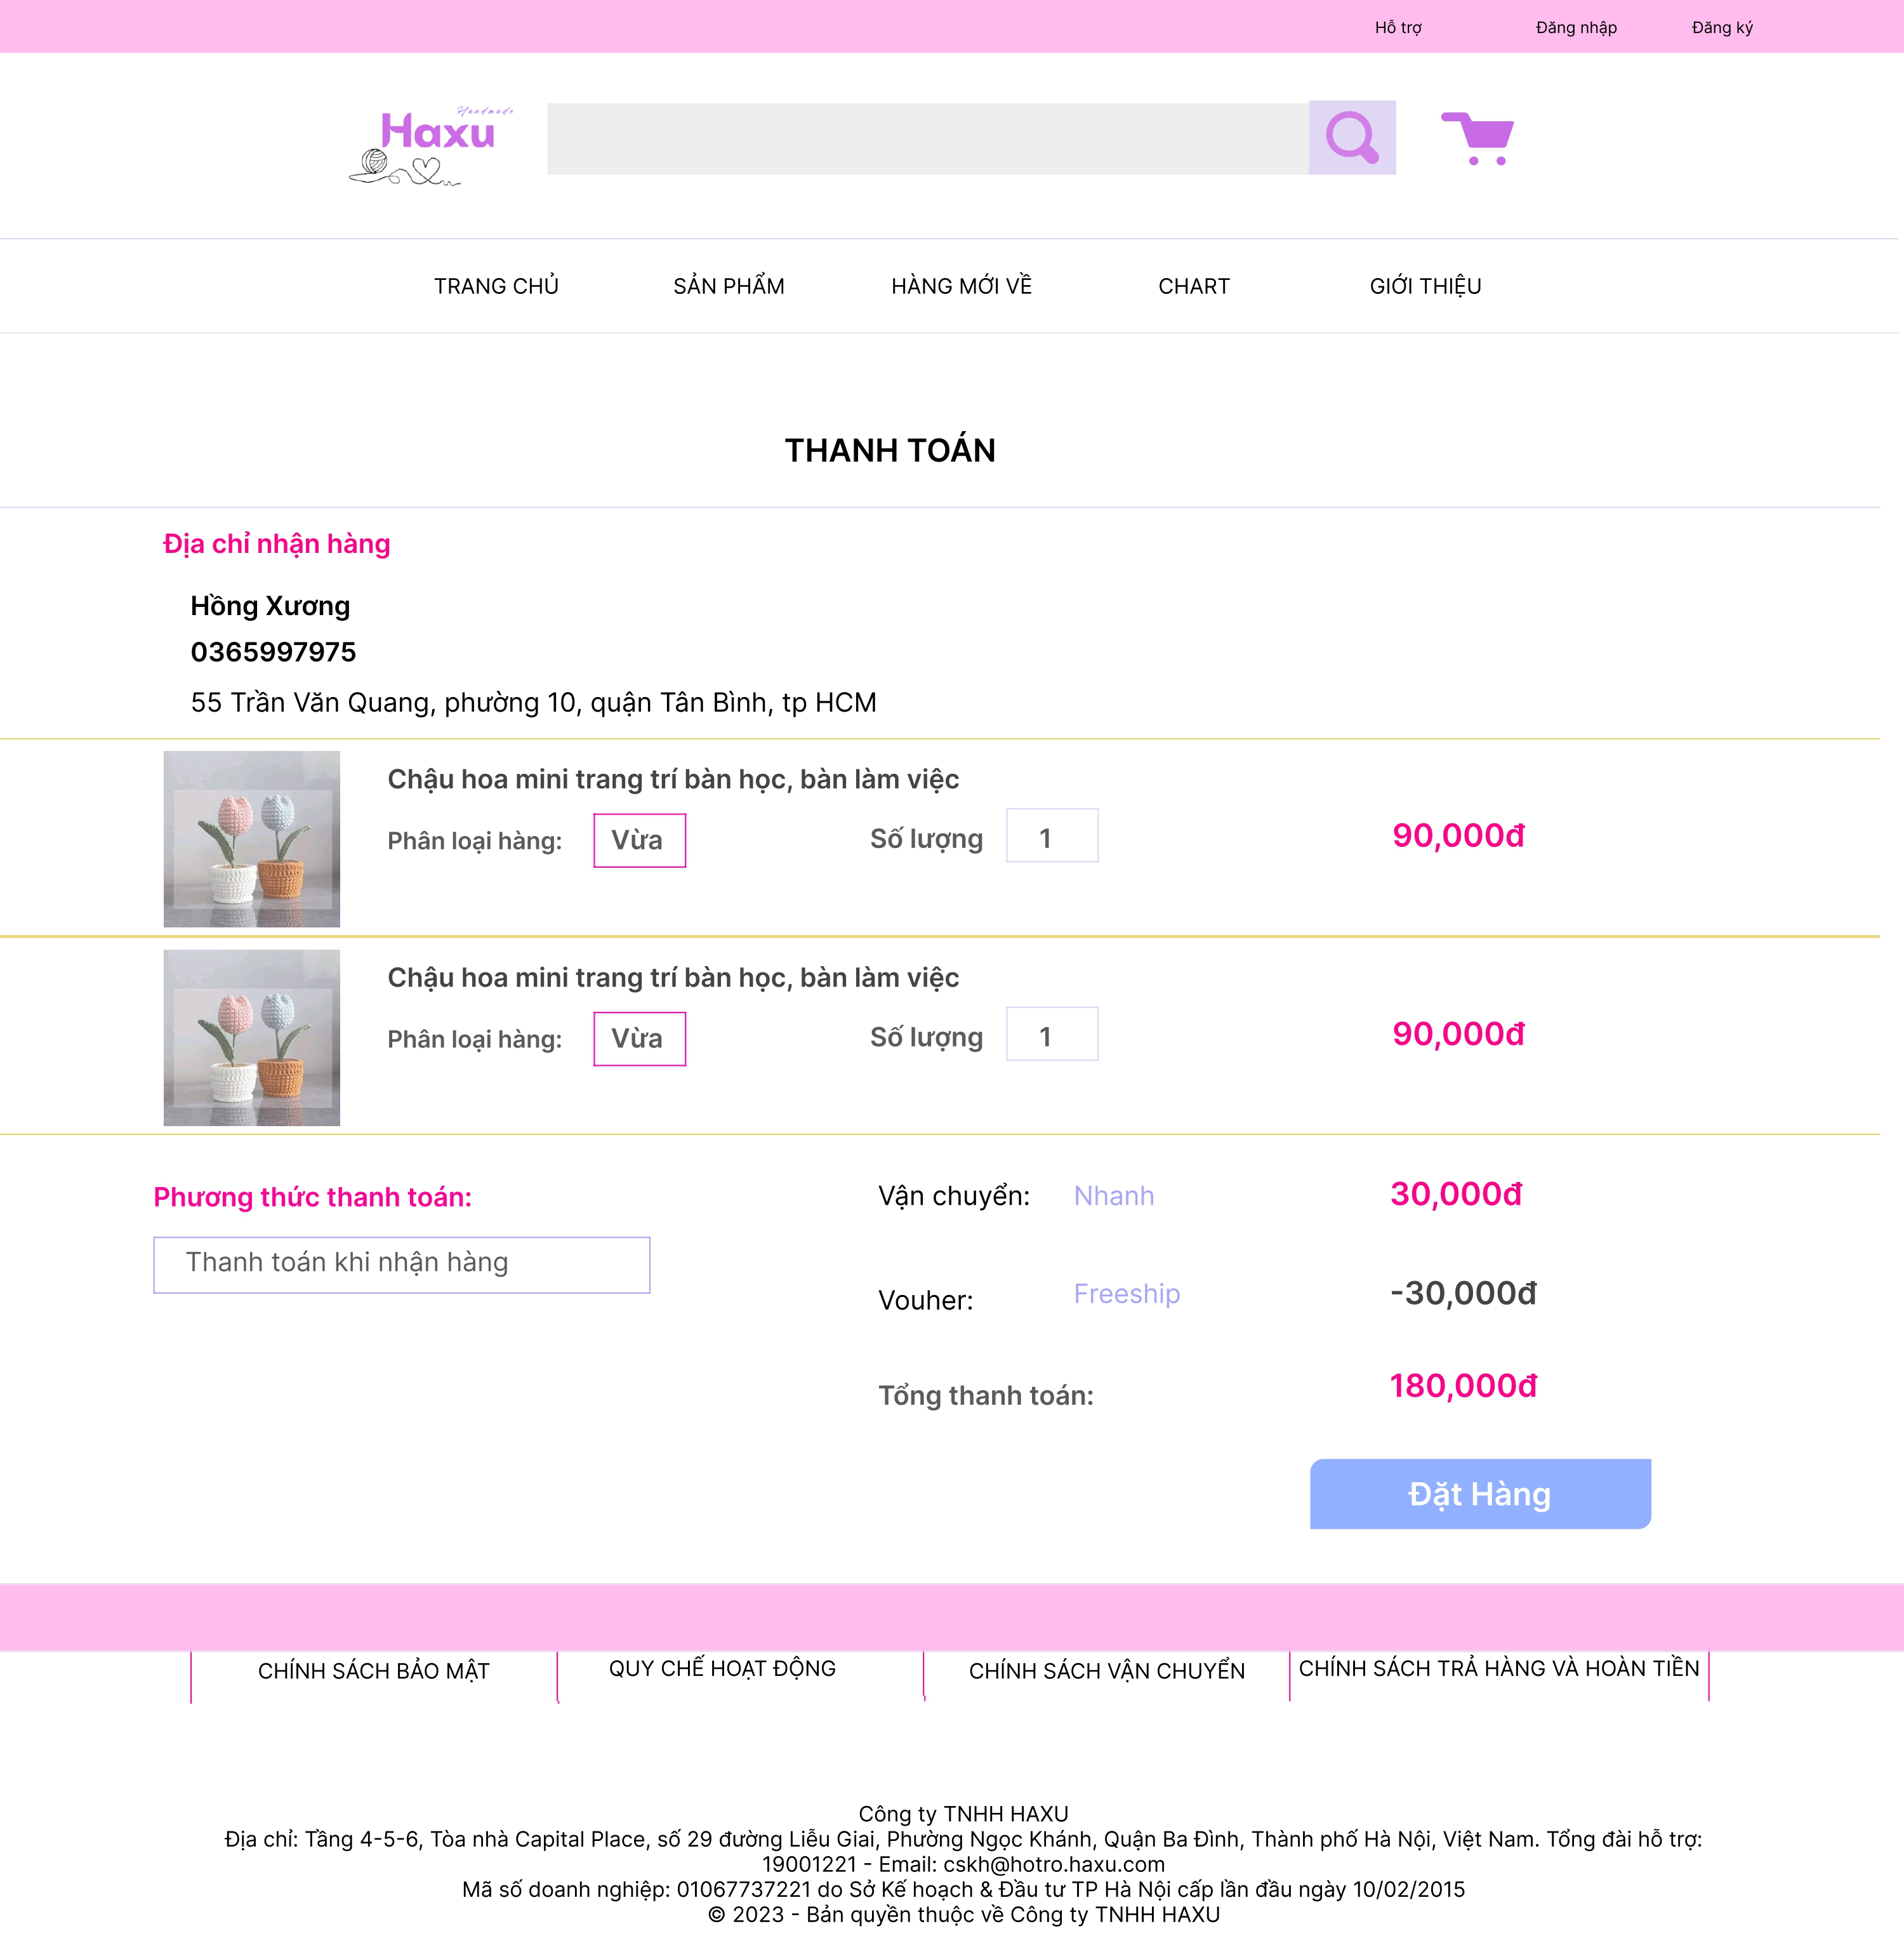 Hỗ trợ Đăng nhập Đăng ký
Handmade
Haxu
TRANG CHỦ SẢN PHẨM HÀNG MỚI VỀ CHART GIỚI THIỆU
THANH TOÁN
Địa chỉ nhận hàng
Hồng Xương
0365997975
55 Trần Văn Quang, phường 10, quận Tân Bình, tp HCM
Chậu hoa mini trang trí bàn học, bàn làm việc
Phân loại hàng: Vừa Số lượng 1 90,000đ
Chậu hoa mini trang trí bàn học, bàn làm việc
Phân loại hàng: Vừa Số lượng 1 90,000đ
Phương thức thanh toán:
Thanh toán khi nhận hàng
Vận chuyển: Nhanh 30,000đ
Vouher: Freeship -30,000đ
Tổng thanh toán: 180,000đ
Đặt Hàng
CHÍNH SÁCH BẢO MẬT QUY CHẾ HOẠT ĐỘNG CHÍNH SÁCH VẬN CHUYỂN CHÍNH SÁCH TRẢ HÀNG VÀ HOÀN TIỀN
Công ty TNHH HAXU
Địa chỉ: Tầng 4-5-6, Tòa nhà Capital Place, số 29 đường Liễu Giai, Phường Ngọc Khánh, Quận Ba Đình, Thành phố Hà Nội, Việt Nam. Tổng đài hỗ trợ:
19001221 - Email: cskh@hotro.haxu.com
Mã số doanh nghiệp: 01067737221 do Sở Kế hoạch & Đầu tư TP Hà Nội cấp lần đầu ngày 10/02/2015
© 2023 - Bản quyền thuộc về Công ty TNHH HAXU